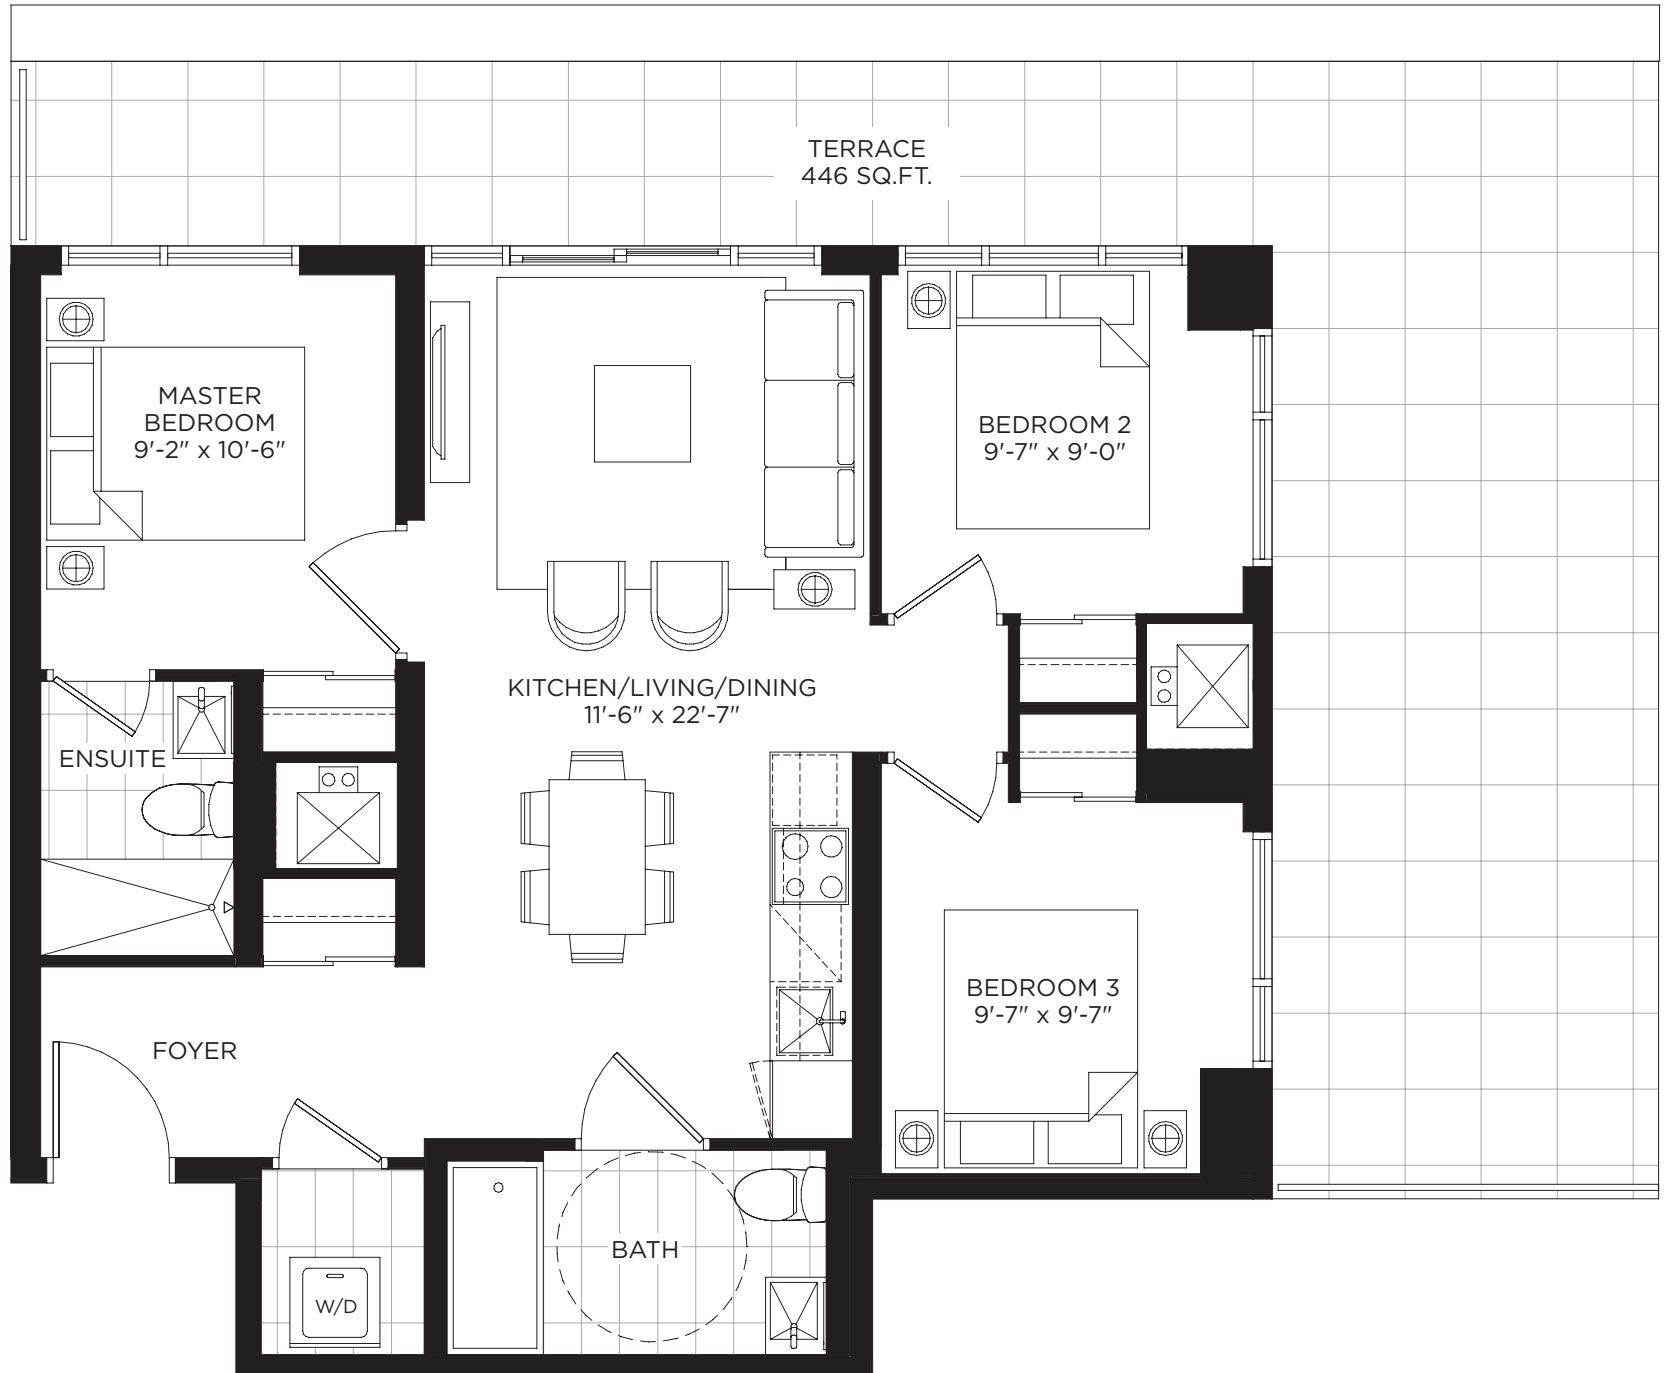 TERRACE
446 SQ.FT.
MASTER
BEDROOM
9'-2" x 10'-6"
BEDROOM 2
9'-7" x 9'-0"
KITCHEN/LIVING/DINING
11'-6" x 22'-7"
ENSUITE
BEDROOM 3
9'-7" x 9'-7"
FOYER
BATH
W/D